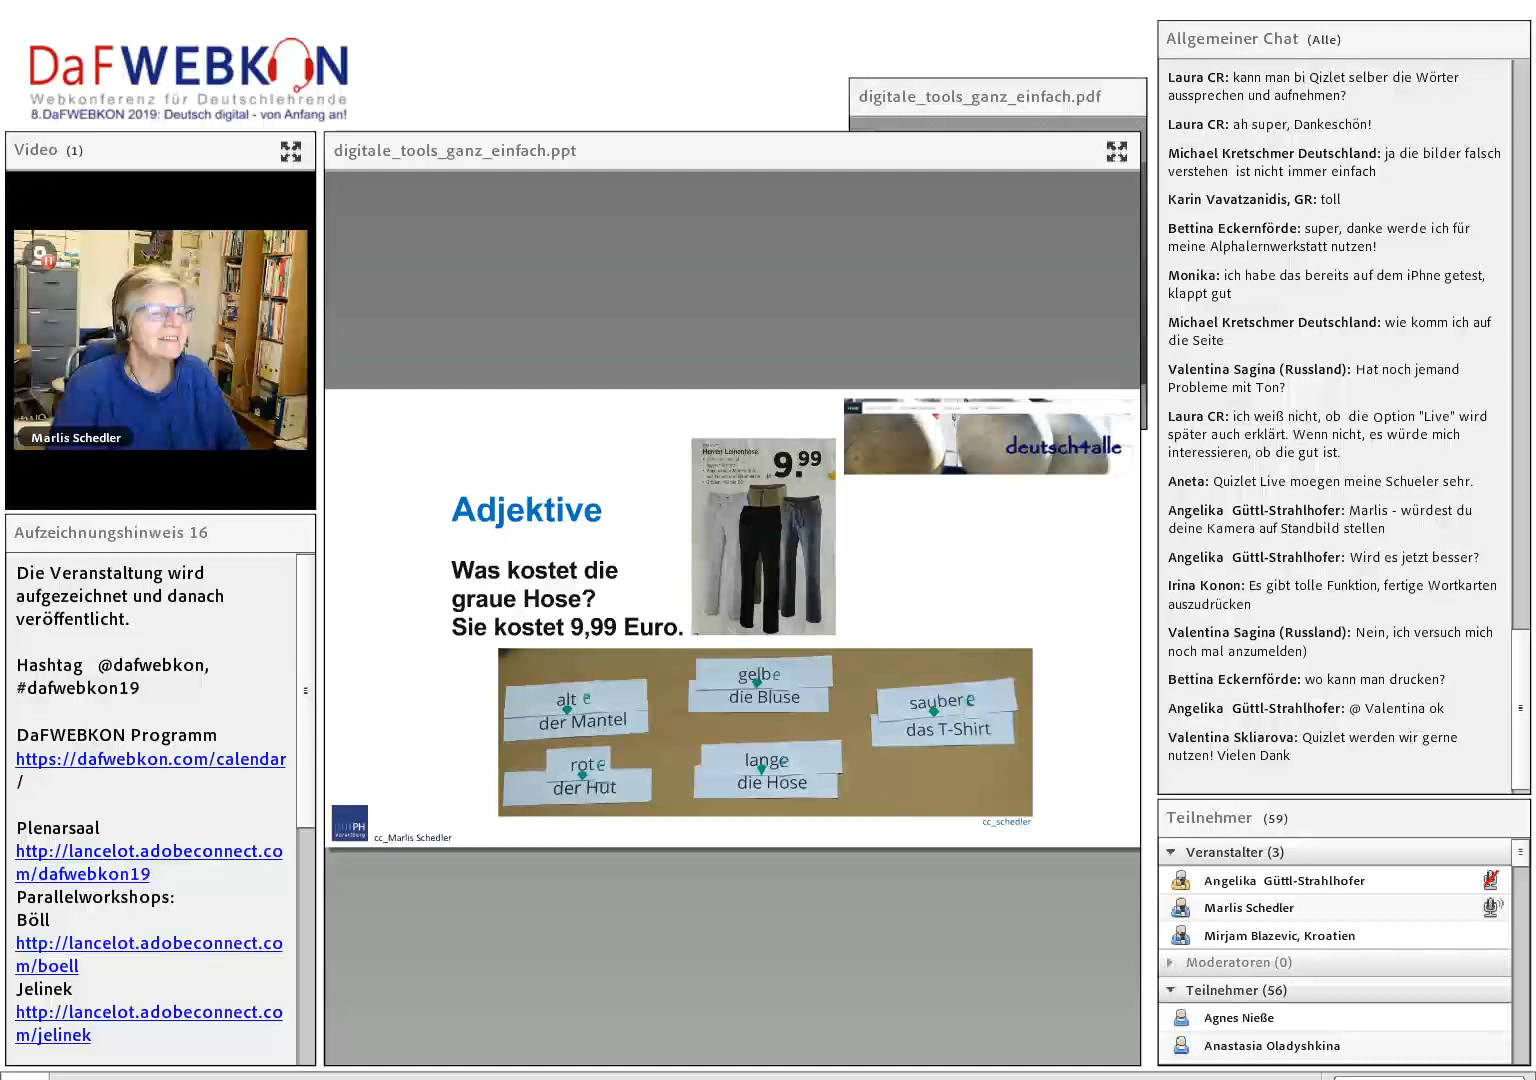 DaFWEBKON
Webkonferenz für Deutschlehrende
8.DaFWEBKON 2019: Deutsch digital - von Anfang an!
Video (1)
Marlis Schedler
Aufzeichnungshinweis 16
Die Veranstaltung wird
aufgezeichnet und danach
veröffentlicht.
Hashtag @dafwebkon,
#dafwebkon19
DaFWEBKON Programm
https://dafwebkon.com/calendar
/
Plenarsaal
http://lancelot.adobeconnect.co
m/dafwebkon19
Parallelworkshops:
Böll
http://lancelot.adobeconnect.co
m/boell
Jelinek
http://lancelot.adobeconnect.co
m/jelinek
digitale_tools_ganz_einfach.pdf
digitale_tools_ganz_einfach.ppt
deutsch4alle
Herren Leinenhose
9.99
Adjektive
Was kostet die
graue Hose?
Sie kostet 9,99 Euro.
alt e
der Mantel
gelbe
die Bluse
saubere
das T-Shirt
rote
der Hut
lange
die Hose
cc_schedler
PH
Vorarlberg
cc_Marlis Schedler
Allgemeiner Chat (Alle)
Laura CR: kann man bi Qizlet selber die Wörter
aussprechen und aufnehmen?
Laura CR: ah super, Dankeschön!
Michael Kretschmer Deutschland: ja die bilder falsch
verstehen ist nicht immer einfach
Karin Vavatzanidis, GR: toll
Bettina Eckernförde: super, danke werde ich für
meine Alphalernwerkstatt nutzen!
Monika: ich habe das bereits auf dem iPhne getest,
klappt gut
Michael Kretschmer Deutschland: wie komm ich auf
die Seite
Valentina Sagina (Russland): Hat noch jemand
Probleme mit Ton?
Laura CR: ich weiß nicht, ob die Option "Live" wird
später auch erklärt. Wenn nicht, es würde mich
interessieren, ob die gut ist.
Aneta: Quizlet Live moegen meine Schueler sehr.
Angelika Güttl-Strahlhofer: Marlis - würdest du
deine Kamera auf Standbild stellen
Angelika Güttl-Strahlhofer: Wird es jetzt besser?
Irina Konon: Es gibt tolle Funktion, fertige Wortkarten
auszudrücken
Valentina Sagina (Russland): Nein, ich versuch mich
noch mal anzumelden)
Bettina Eckernförde: wo kann man drucken?
Angelika Güttl-Strahlhofer: @ Valentina ok
Valentina Skliarova: Quizlet werden wir gerne
nutzen! Vielen Dank
Teilnehmer (59)
Veranstalter (3)
Angelika Güttl-Strahlhofer
Marlis Schedler
Mirjam Blazevic, Kroatien
Moderatoren (0)
Teilnehmer (56)
Agnes Nieße
Anastasia Oladyshkina